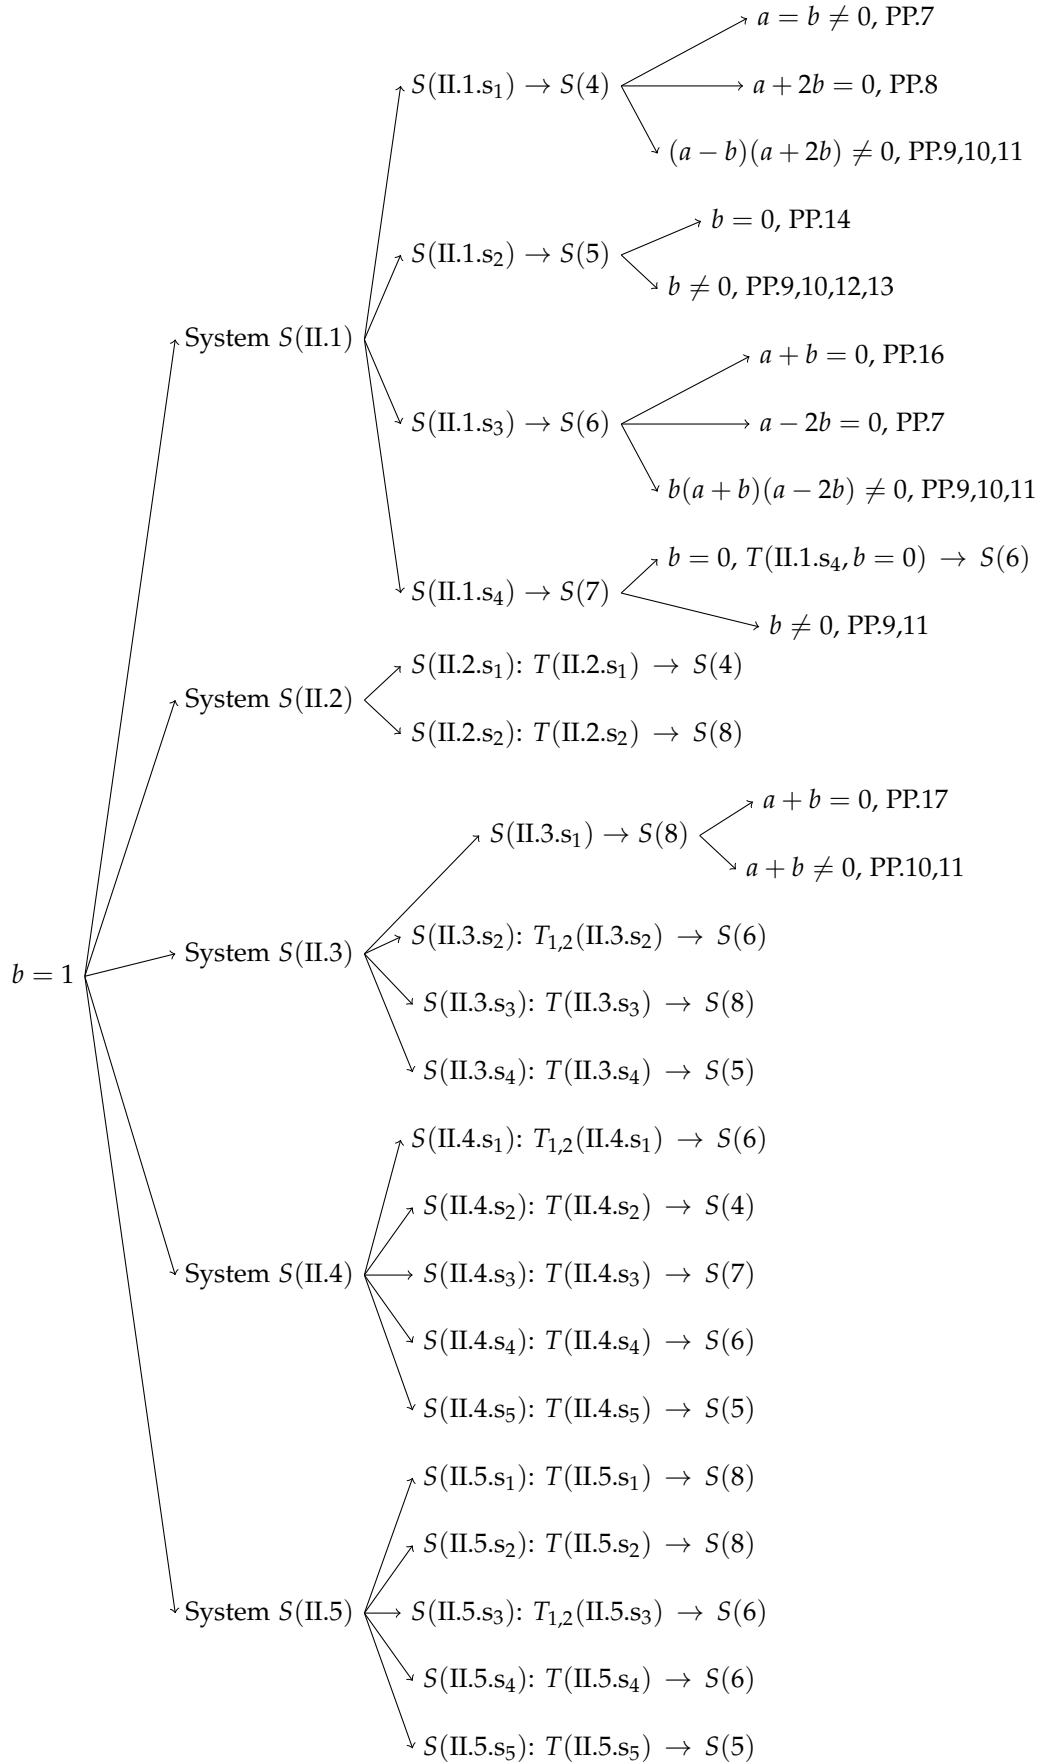 a = b ≠ 0, PP.7
S(II.1.s₁) → S(4)
a + 2b = 0, PP.8
(a − b)(a + 2b) ≠ 0, PP.9,10,11
b = 0, PP.14
S(II.1.s₂) → S(5)
b ≠ 0, PP.9,10,12,13
System S(II.1)
a + b = 0, PP.16
S(II.1.s₃) → S(6)
a − 2b = 0, PP.7
b(a + b)(a − 2b) ≠ 0, PP.9,10,11
b = 0, T(II.1.s₄, b = 0) → S(6)
S(II.1.s₄) → S(7)
b ≠ 0, PP.9,11
S(II.2.s₁): T(II.2.s₁) → S(4)
System S(II.2)
S(II.2.s₂): T(II.2.s₂) → S(8)
a + b = 0, PP.17
S(II.3.s₁) → S(8)
a + b ≠ 0, PP.10,11
S(II.3.s₂): T₁,₂(II.3.s₂) → S(6)
System S(II.3)
b = 1
S(II.3.s₃): T(II.3.s₃) → S(8)
S(II.3.s₄): T(II.3.s₄) → S(5)
S(II.4.s₁): T₁,₂(II.4.s₁) → S(6)
S(II.4.s₂): T(II.4.s₂) → S(4)
System S(II.4)
S(II.4.s₃): T(II.4.s₃) → S(7)
S(II.4.s₄): T(II.4.s₄) → S(6)
S(II.4.s₅): T(II.4.s₅) → S(5)
S(II.5.s₁): T(II.5.s₁) → S(8)
S(II.5.s₂): T(II.5.s₂) → S(8)
System S(II.5)
S(II.5.s₃): T₁,₂(II.5.s₃) → S(6)
S(II.5.s₄): T(II.5.s₄) → S(6)
S(II.5.s₅): T(II.5.s₅) → S(5)